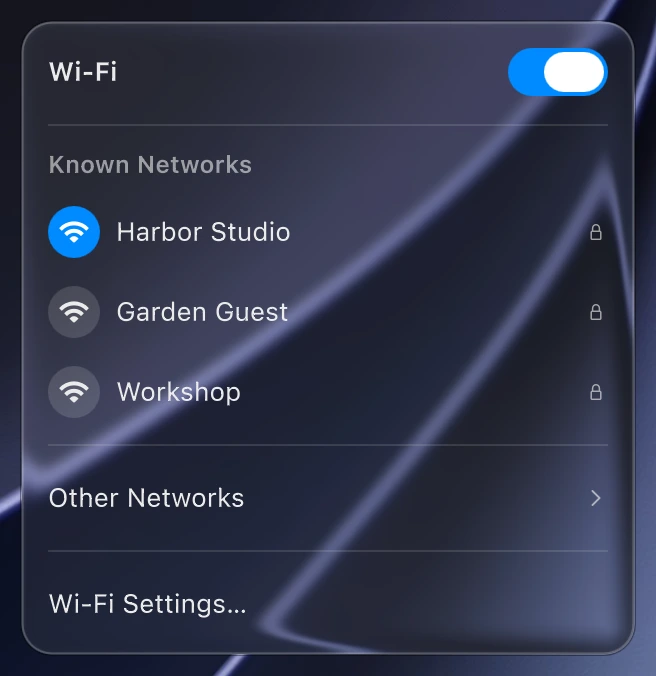 Wi-Fi
Known Networks
Harbor Studio
Garden Guest
Workshop
Other Networks
Wi-Fi Settings...